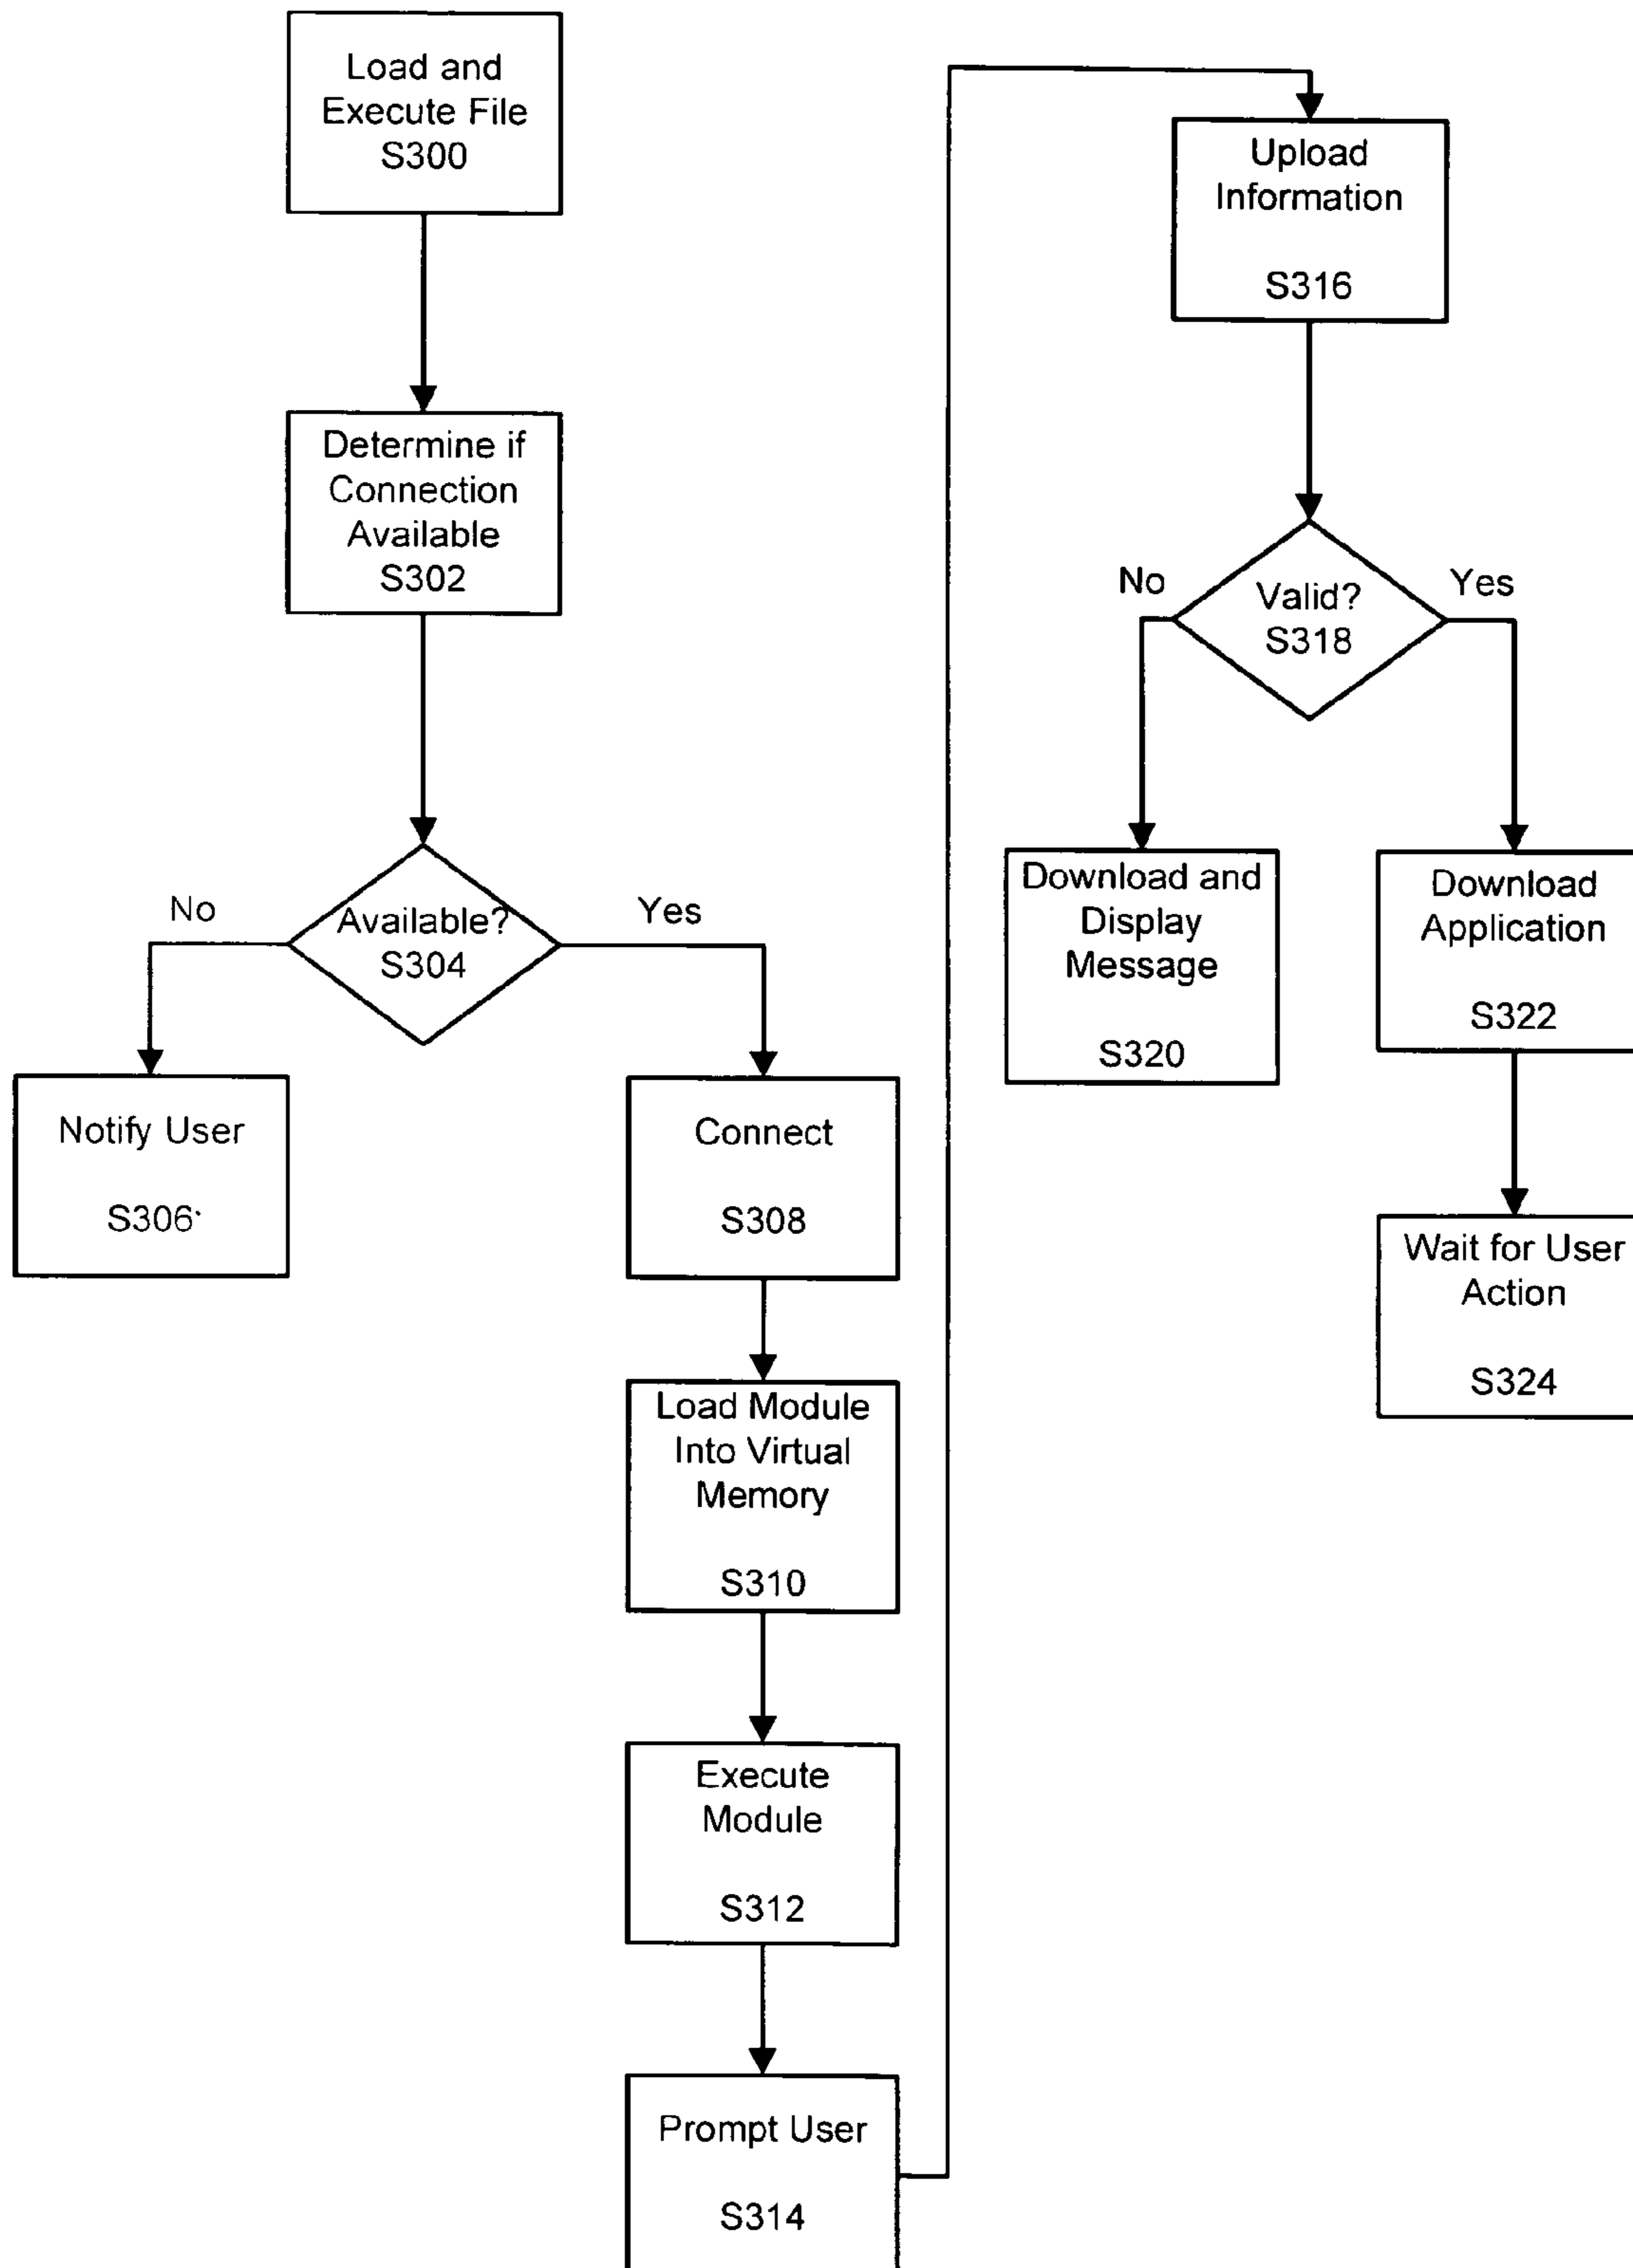 Load and
Execute File
S300
Determine if
Connection
Available
S302
No
Available?
S304
Yes
Notify User
S306
Connect
S308
Load Module
Into Virtual
Memory
S310
Execute
Module
S312
Prompt User
S314
Upload
Information
S316
No
Valid?
S318
Yes
Download and
Display
Message
S320
Download
Application
S322
Wait for User
Action
S324